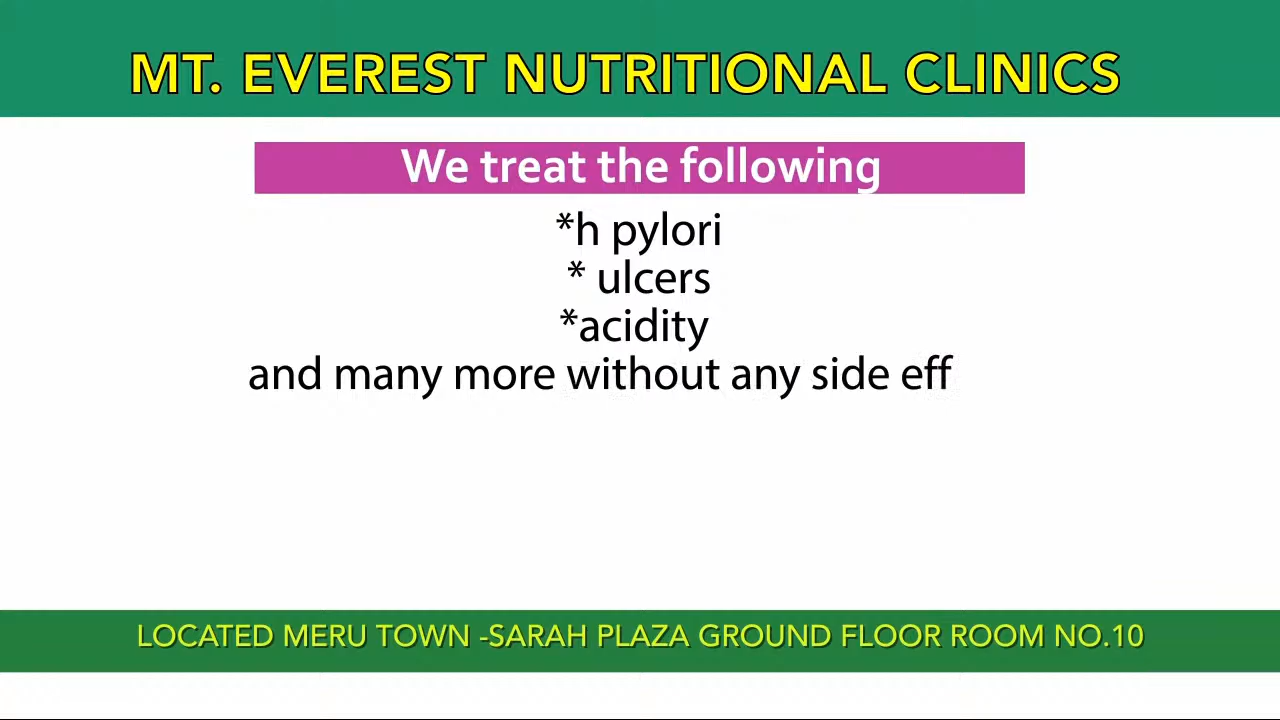 MT. EVEREST NUTRITIONAL CLINICS
We treat the following
*h pylori
* ulcers
*acidity
and many more without any side eff
LOCATED MERU TOWN -SARAH PLAZA GROUND FLOOR ROOM NO.10